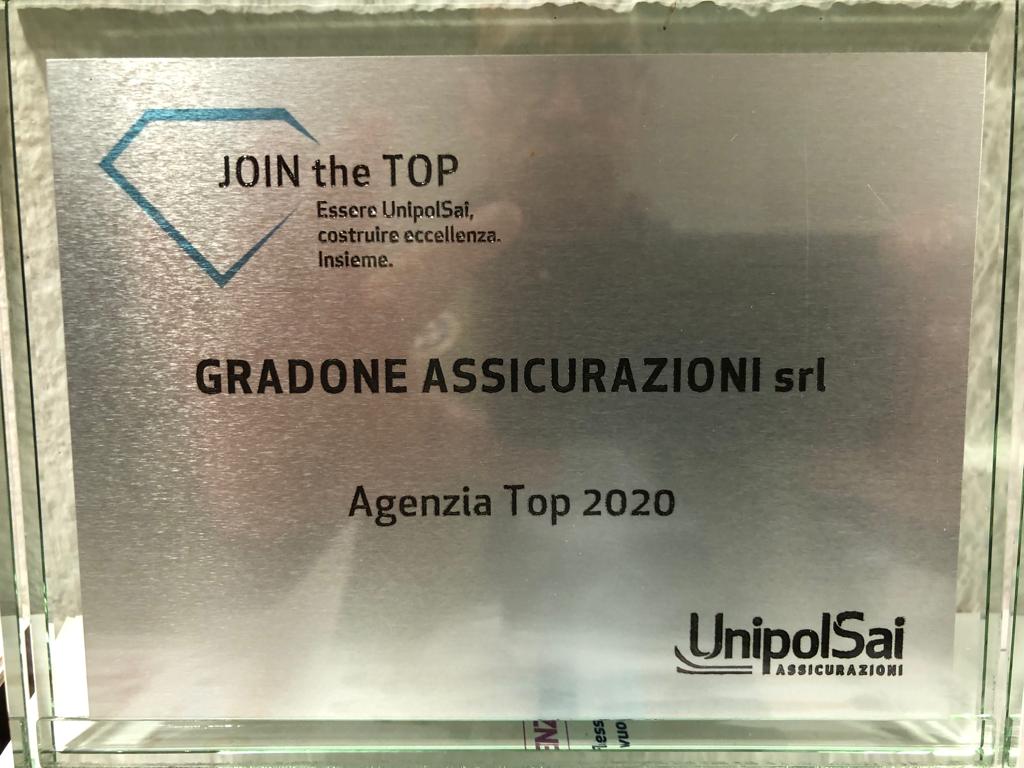 JOIN the TOP
Essere UnipolSai,
costruire eccellenza.
Insieme.
GRADONE ASSICURAZIONI srl
Agenzia Top 2020
UnipolSai
ASSICURAZIONI